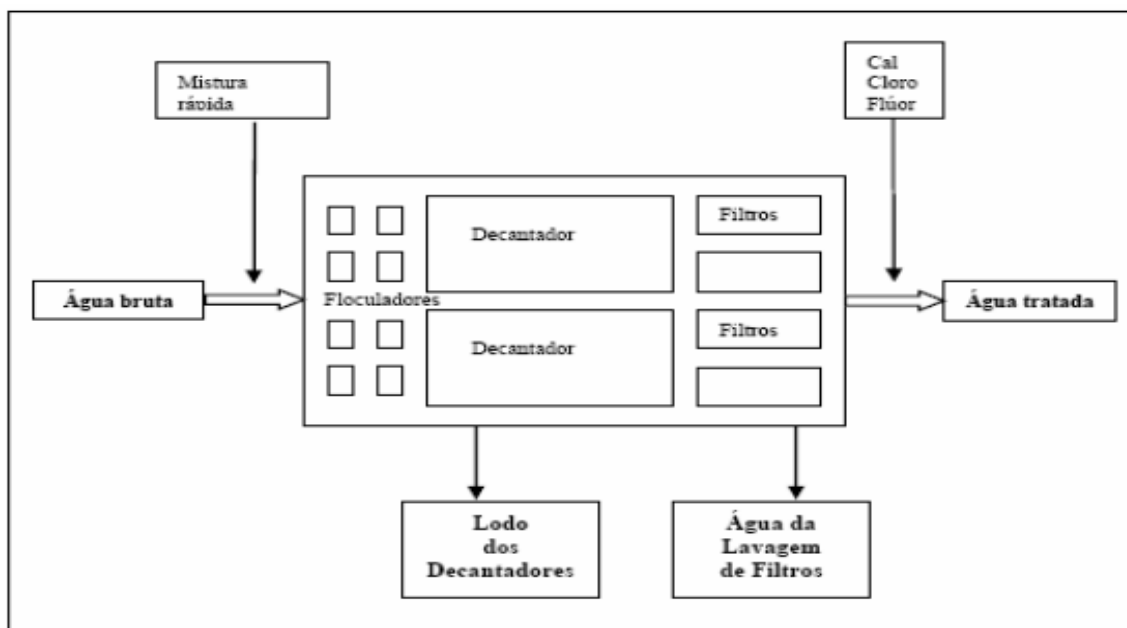 Mistura
rápida
Cal
Cloro
Flúor
Filtros
Decantador
Água bruta
Floculadores
Água tratada
Decantador
Filtros
Lodo
dos
Decantadores
Água da
Lavagem
de Filtros